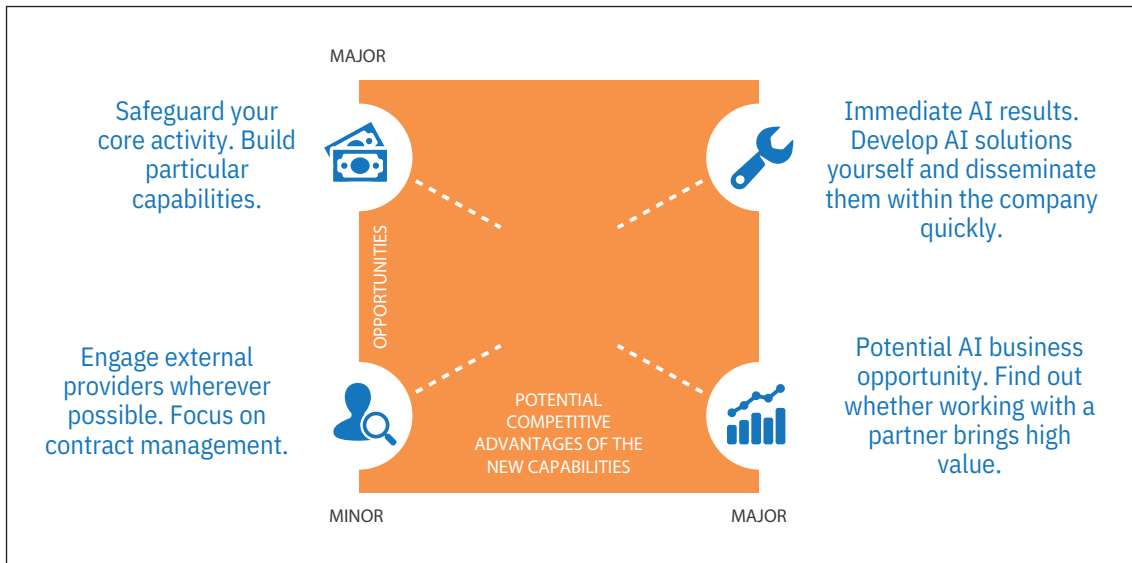 MAJOR
Safeguard your
core activity. Build
particular
capabilities.
Immediate AI results.
Develop AI solutions
yourself and disseminate
them within the company
quickly.
OPPORTUNITIES
Engage external
providers wherever
possible. Focus on
contract management.
POTENTIAL
COMPETITIVE
ADVANTAGES OF THE
NEW CAPABILITIES
Potential AI business
opportunity. Find out
whether working with a
partner brings high
value.
MINOR
MAJOR